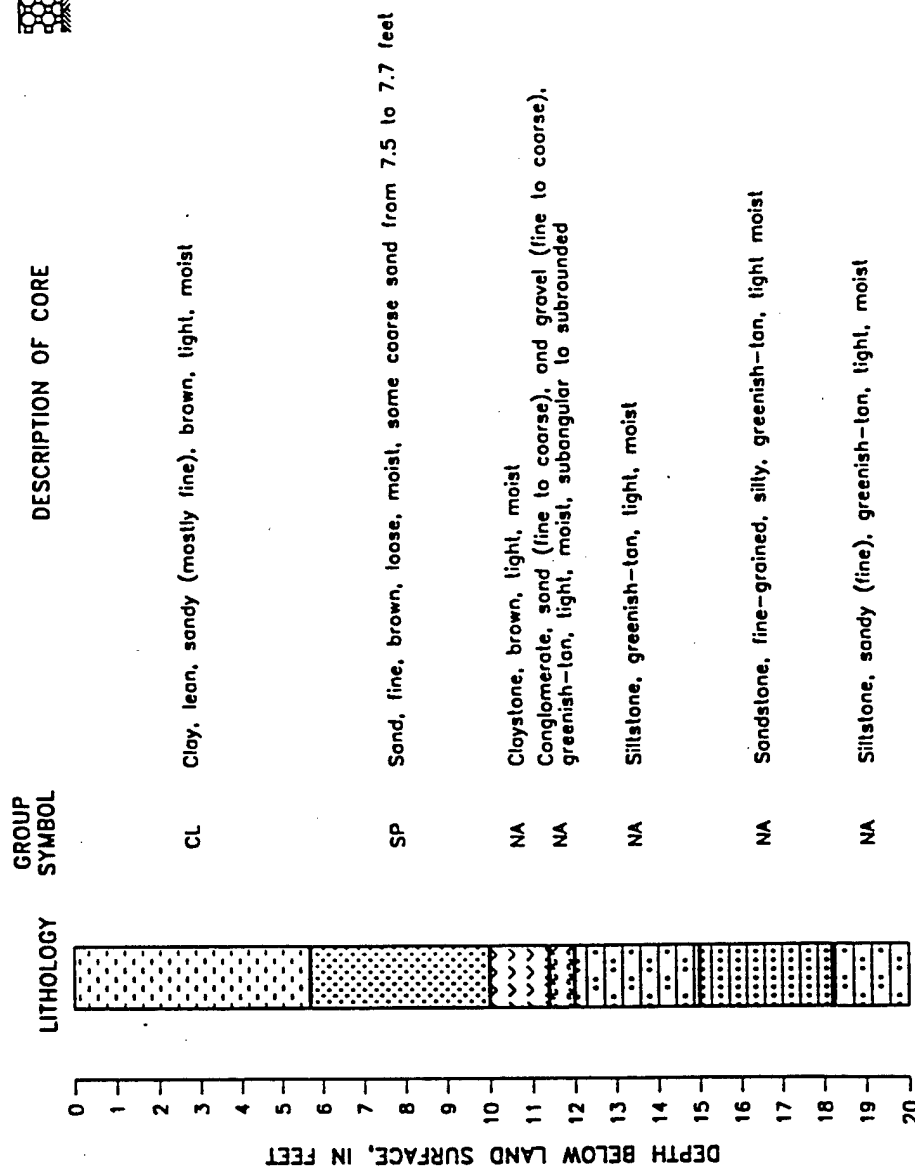 DEPTH BELOW LAND SURFACE, IN FEET
LITHOLOGY
GROUP
SYMBOL
DESCRIPTION OF CORE
0
1
2
3
4
5
6
7
8
9
10
11
12
13
14
15
16
17
18
19
20
CL Clay, lean, sandy (mostly fine), brown, tight, moist
SP Sand, fine, brown, loose, moist, some coarse sand from 7.5 to 7.7 feet
NA Claystone, brown, tight, moist
NA Conglomerate, sand (fine to coarse), and gravel (fine to coarse),
greenish-tan, tight, moist, subangular to subrounded
NA Siltstone, greenish-tan, tight, moist
NA Sandstone, fine-grained, silty, greenish-tan, tight moist
NA Siltstone, sandy (fine), greenish-tan, tight, moist